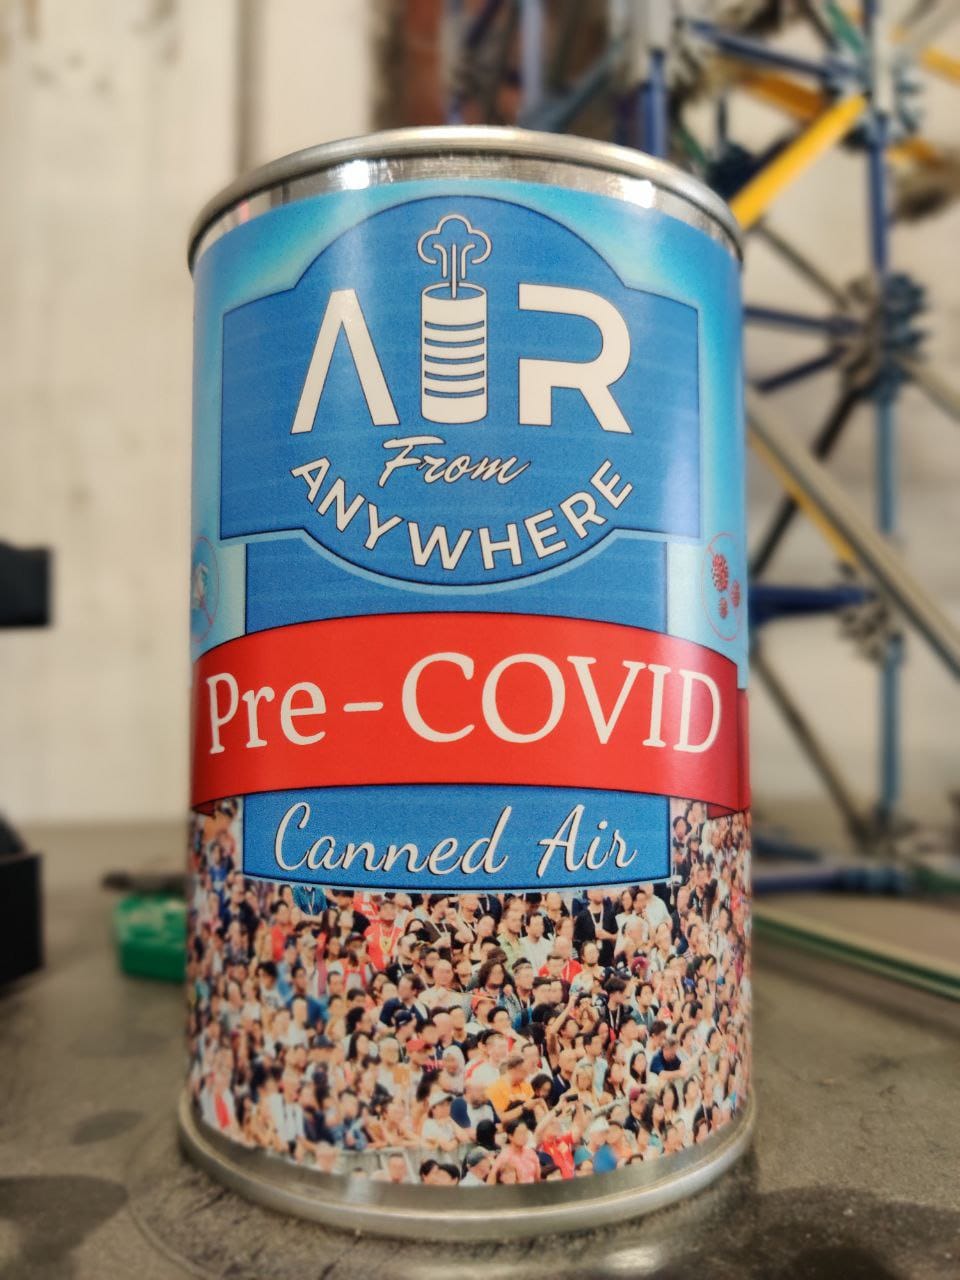 AIR
From
ANYWHERE
Pre-COVID
Canned Air